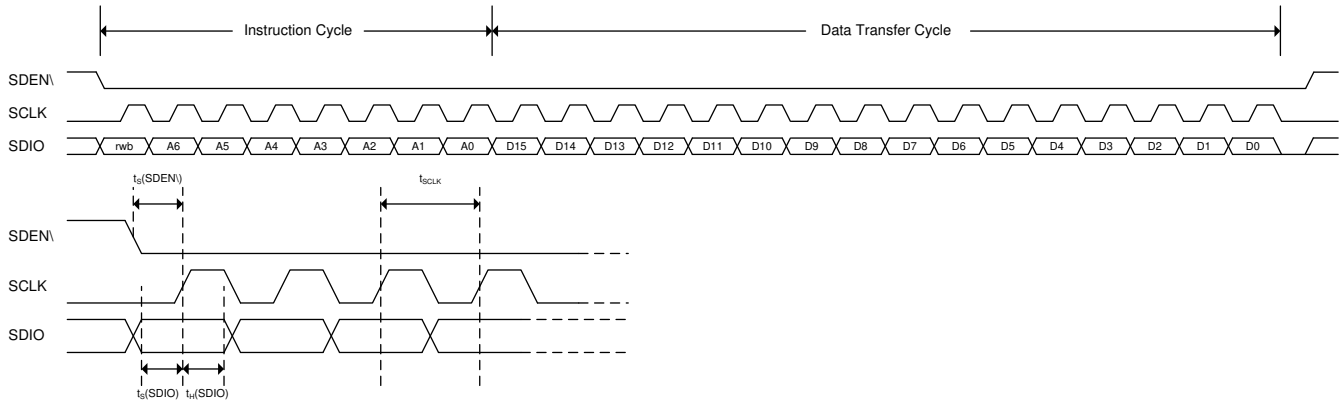 Instruction Cycle Data Transfer Cycle
SDEN\
SCLK
SDIO rwb A6 A5 A4 A3 A2 A1 A0 D15 D14 D13 D12 D11 D10 D9 D8 D7 D6 D5 D4 D3 D2 D1 D0
tS(SDEN\) tSCLK
SDEN\
SCLK
SDIO
tS(SDIO) tH(SDIO)